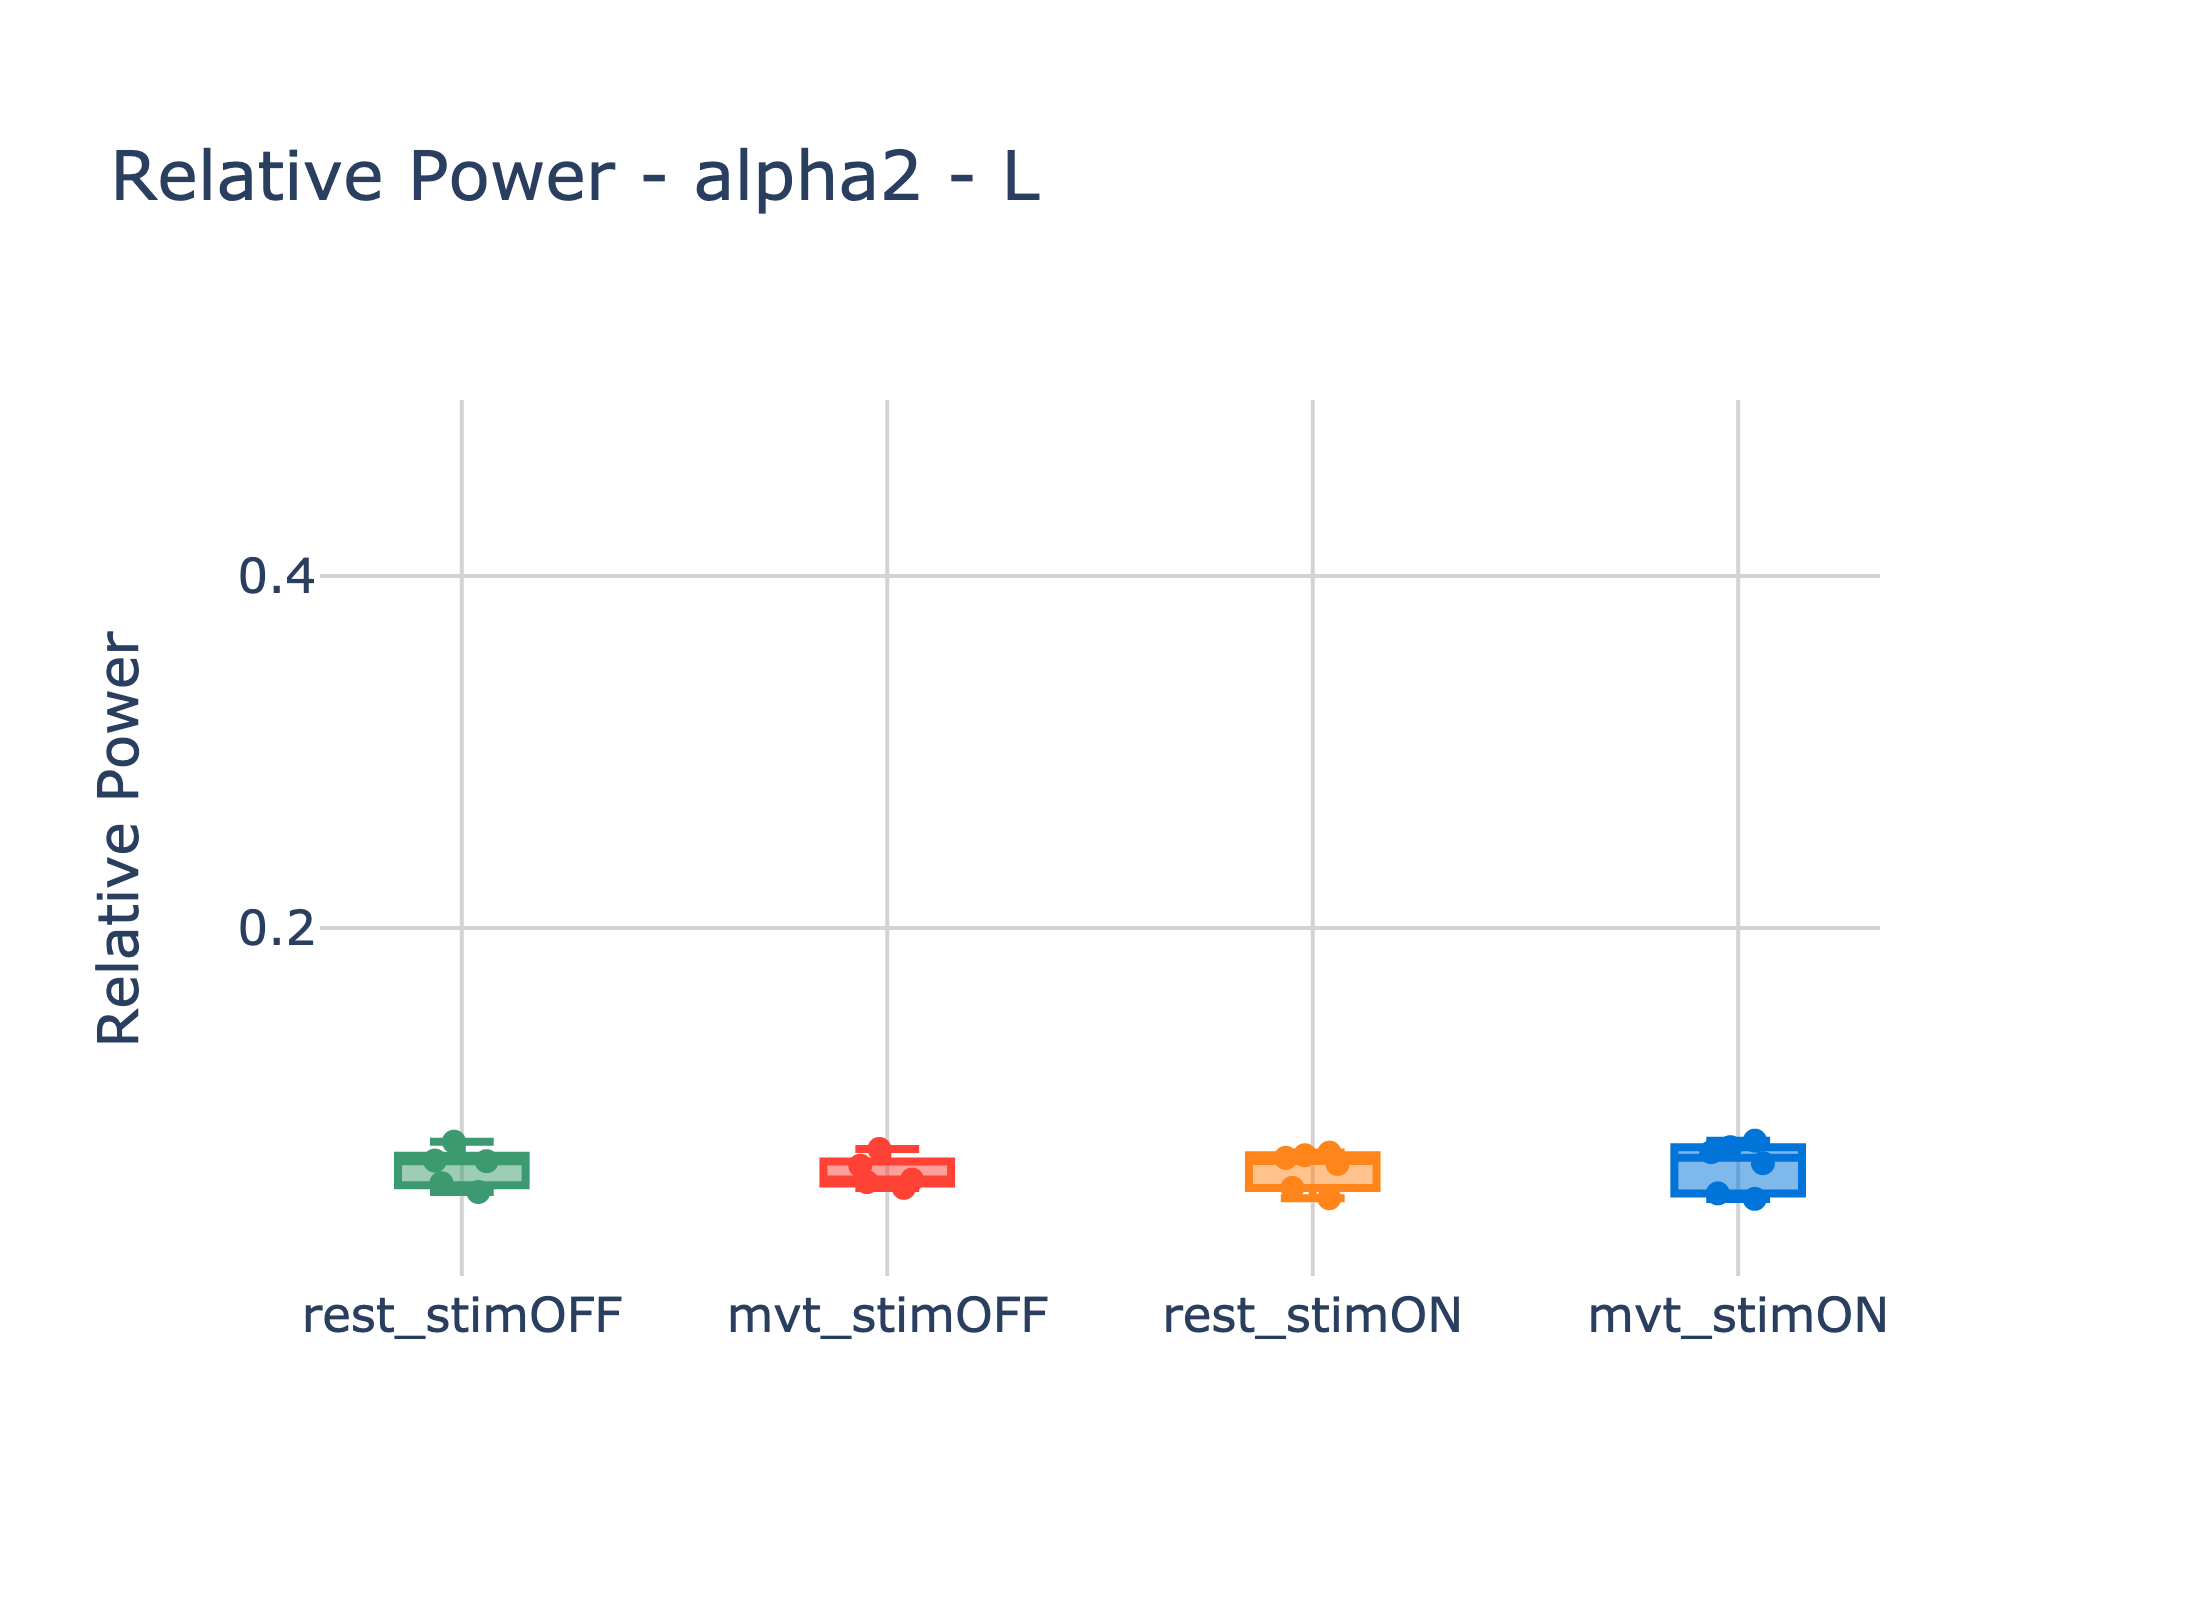 Relative Power - alpha2 - L
0.4
0.2
Relative Power
rest_stimOFF
mvt_stimOFF
rest_stimON
mvt_stimON